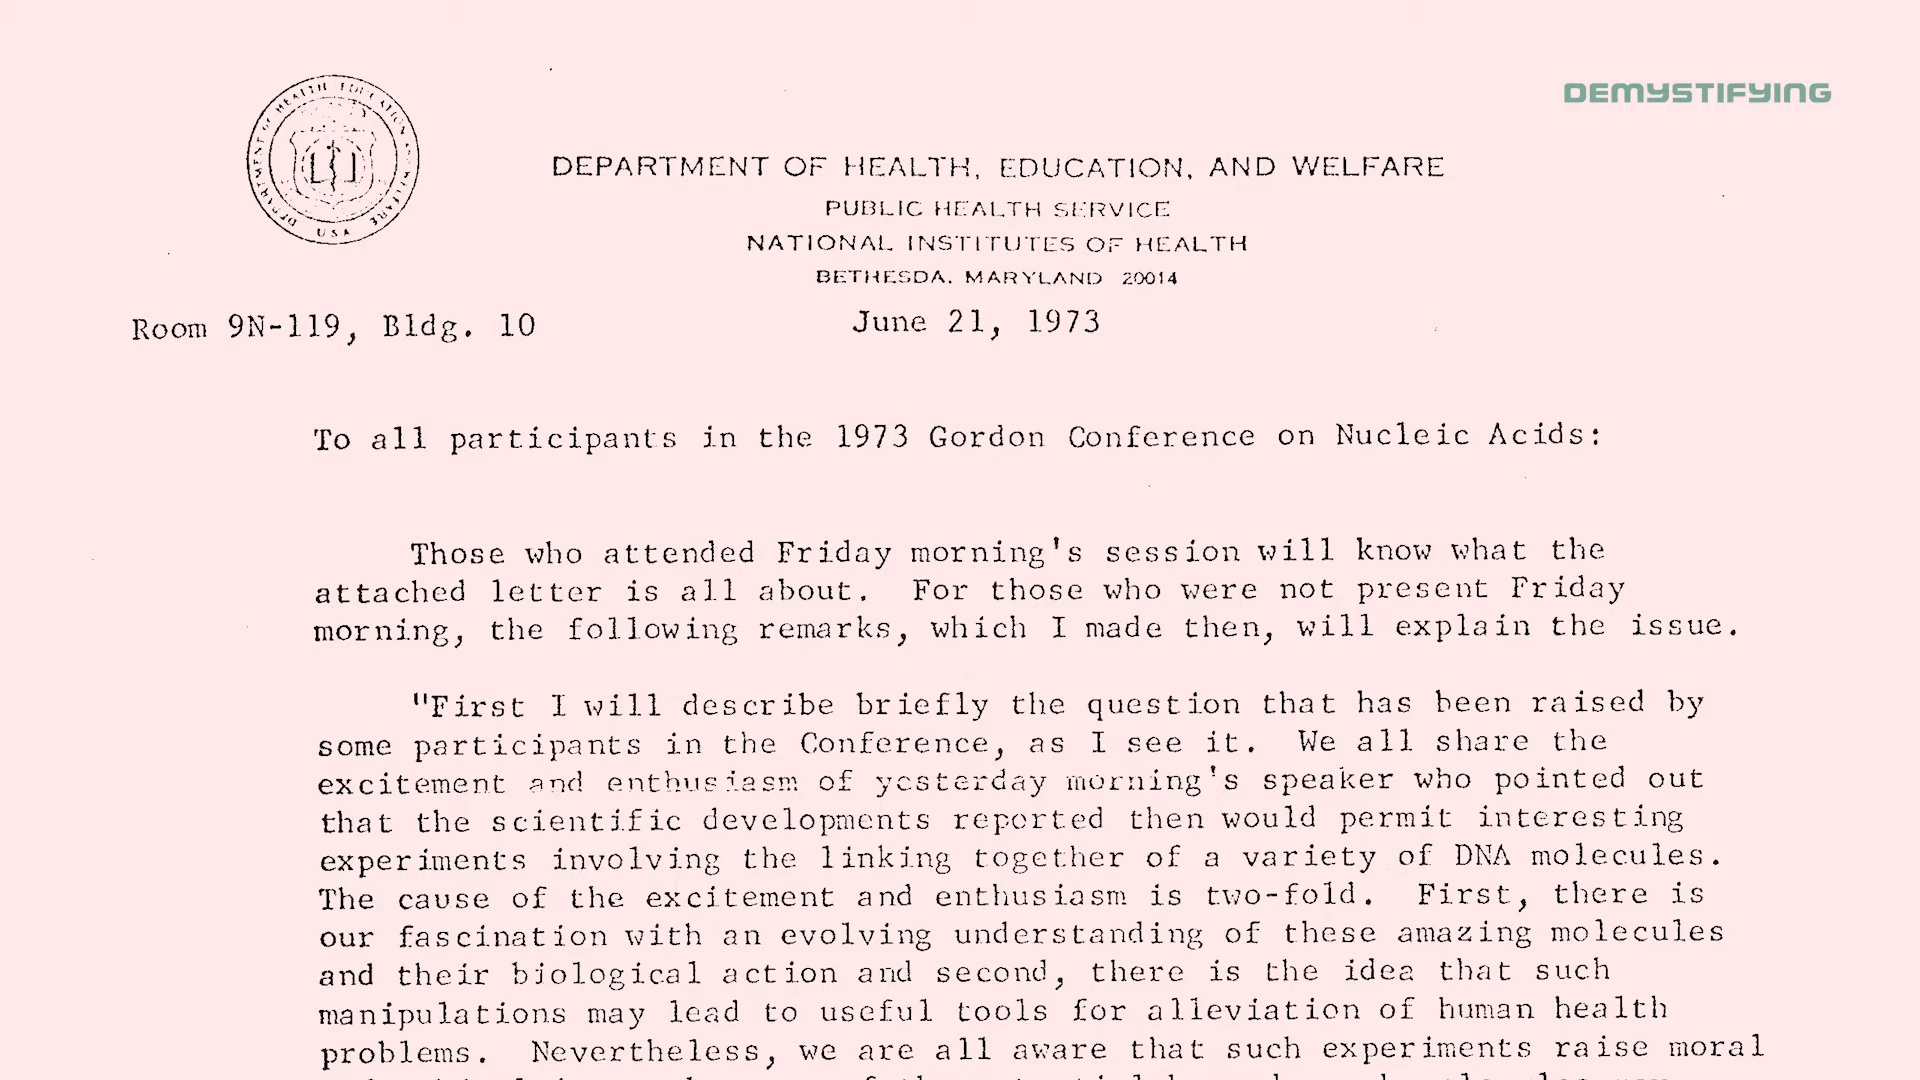 DEPARTMENT OF HEALTH EDUCATION AND WELFARE
USA
DEMYSTIFYING
DEPARTMENT OF HEALTH, EDUCATION, AND WELFARE
PUBLIC HEALTH SERVICE
NATIONAL INSTITUTES OF HEALTH
BETHESDA, MARYLAND 20014
Room 9N-119, Bldg. 10
June 21, 1973
To all participants in the 1973 Gordon Conference on Nucleic Acids:
Those who attended Friday morning's session will know what the
attached letter is all about. For those who were not present Friday
morning, the following remarks, which I made then, will explain the issue.
"First I will describe briefly the question that has been raised by
some participants in the Conference, as I see it. We all share the
excitement and enthusiasm of yesterday morning's speaker who pointed out
that the scientific developments reported then would permit interesting
experiments involving the linking together of a variety of DNA molecules.
The cause of the excitement and enthusiasm is two-fold. First, there is
our fascination with an evolving understanding of these amazing molecules
and their biological action and second, there is the idea that such
manipulations may lead to useful tools for alleviation of human health
problems. Nevertheless, we are all aware that such experiments raise moral